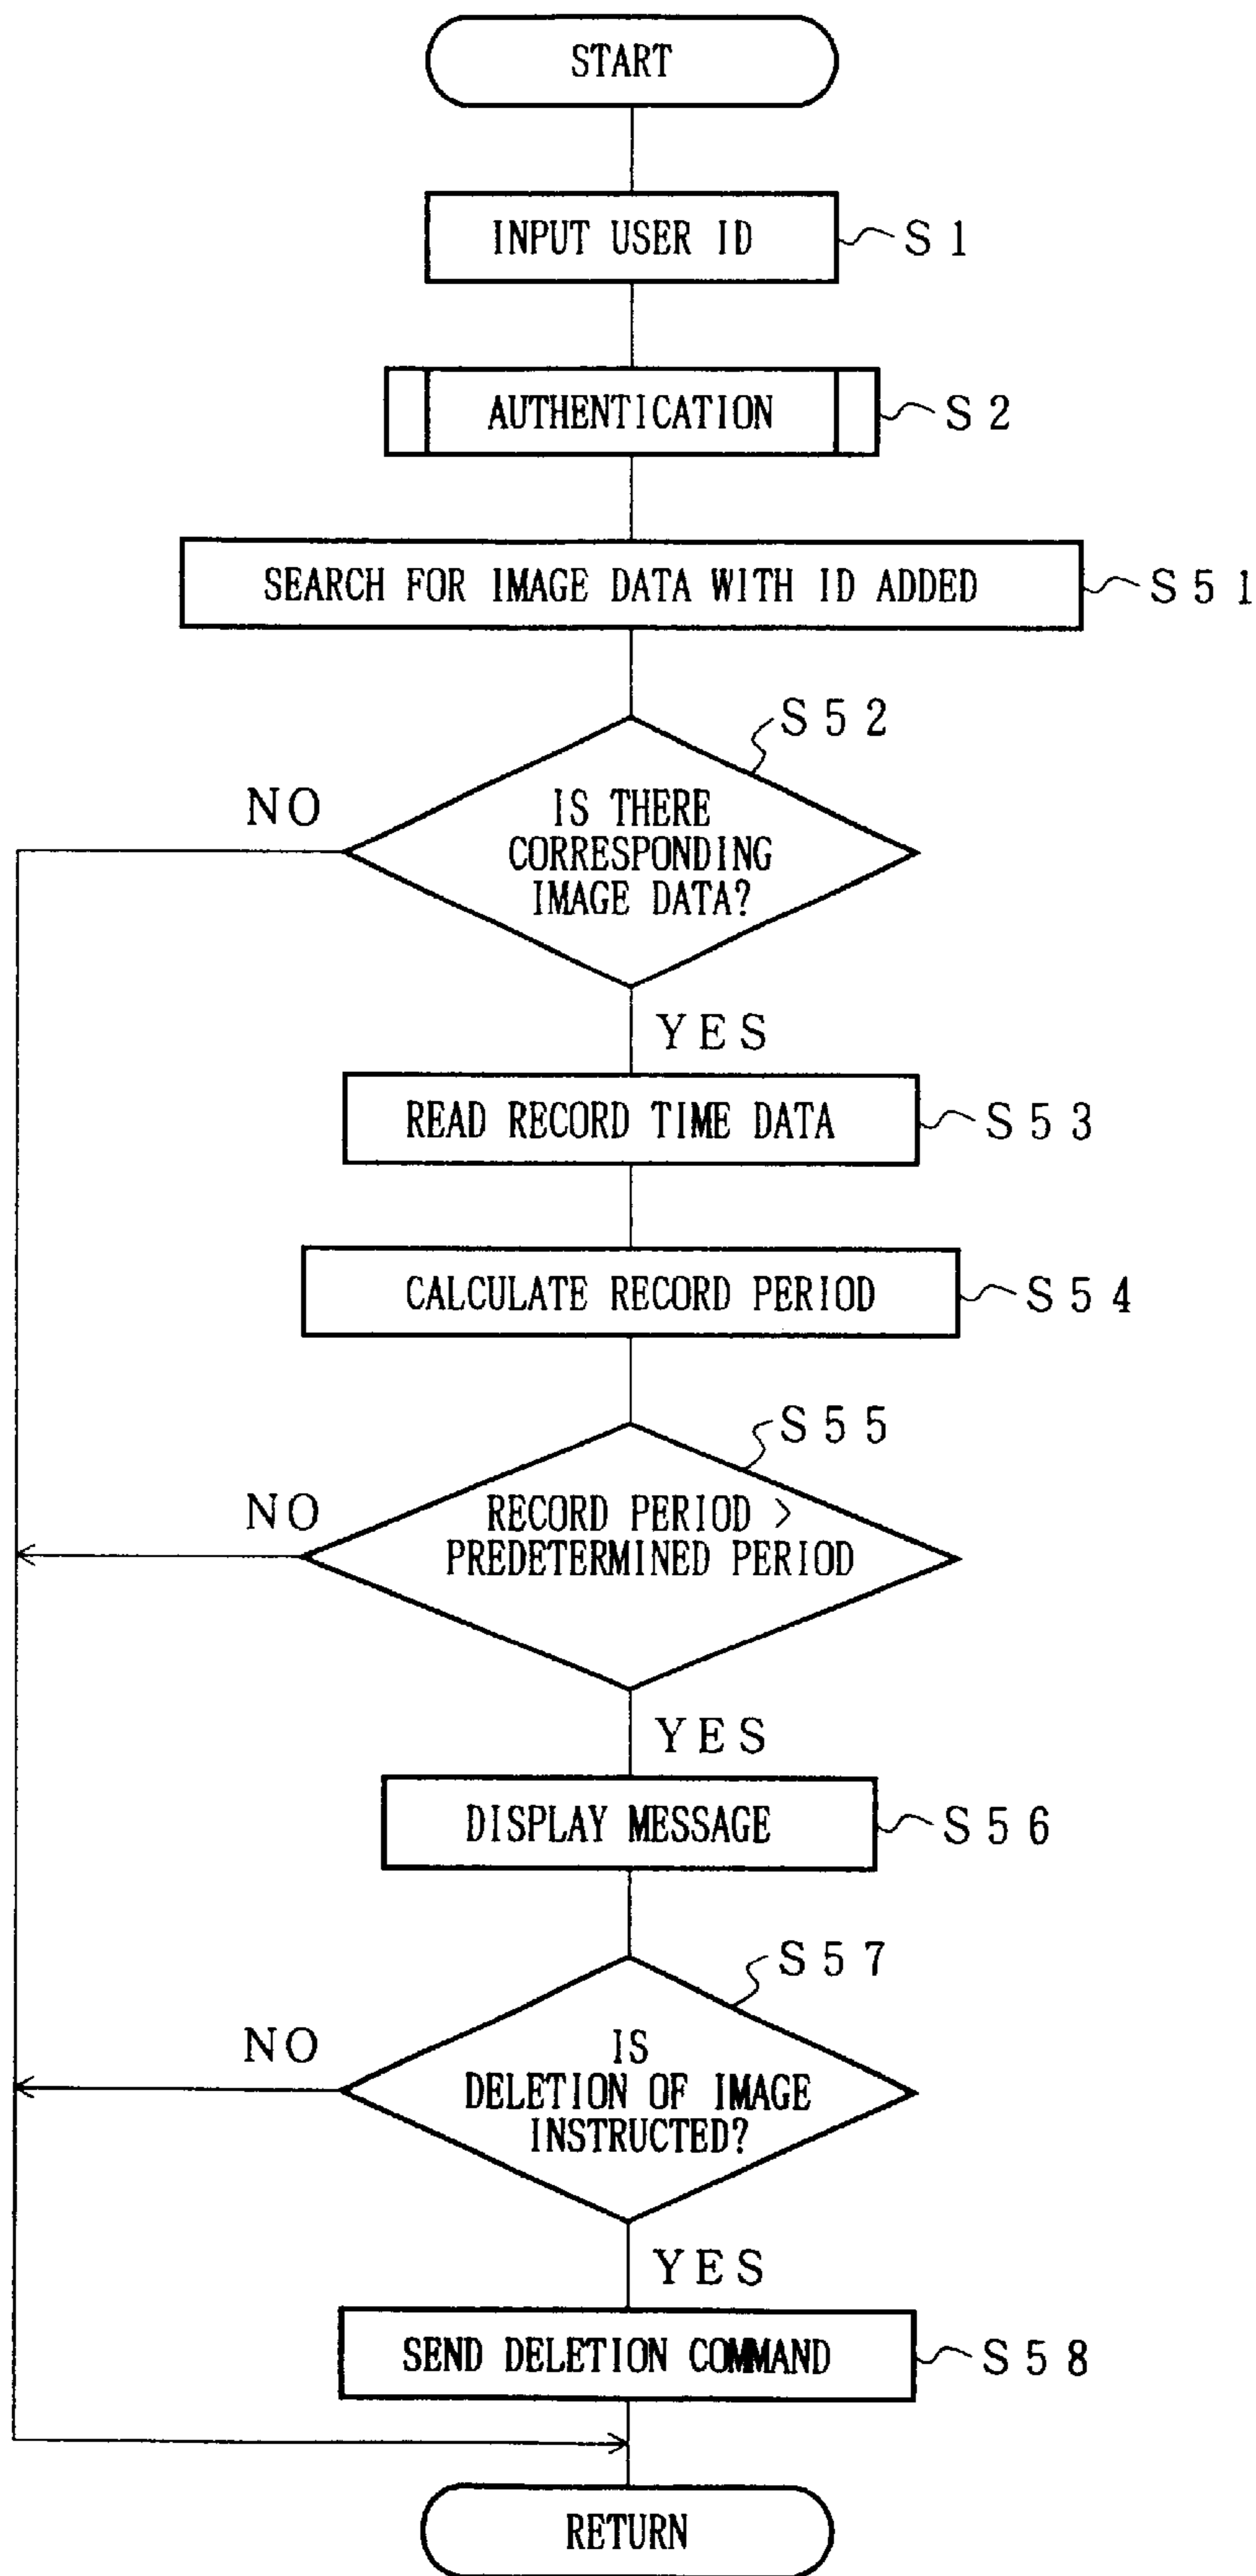 START
INPUT USER ID
S1
AUTHENTICATION
S2
SEARCH FOR IMAGE DATA WITH ID ADDED
S51
S52
NO
IS THERE
CORRESPONDING
IMAGE DATA?
YES
READ RECORD TIME DATA
S53
CALCULATE RECORD PERIOD
S54
S55
NO
RECORD PERIOD >
PREDETERMINED PERIOD
YES
DISPLAY MESSAGE
S56
S57
NO
IS
DELETION OF IMAGE
INSTRUCTED?
YES
SEND DELETION COMMAND
S58
RETURN